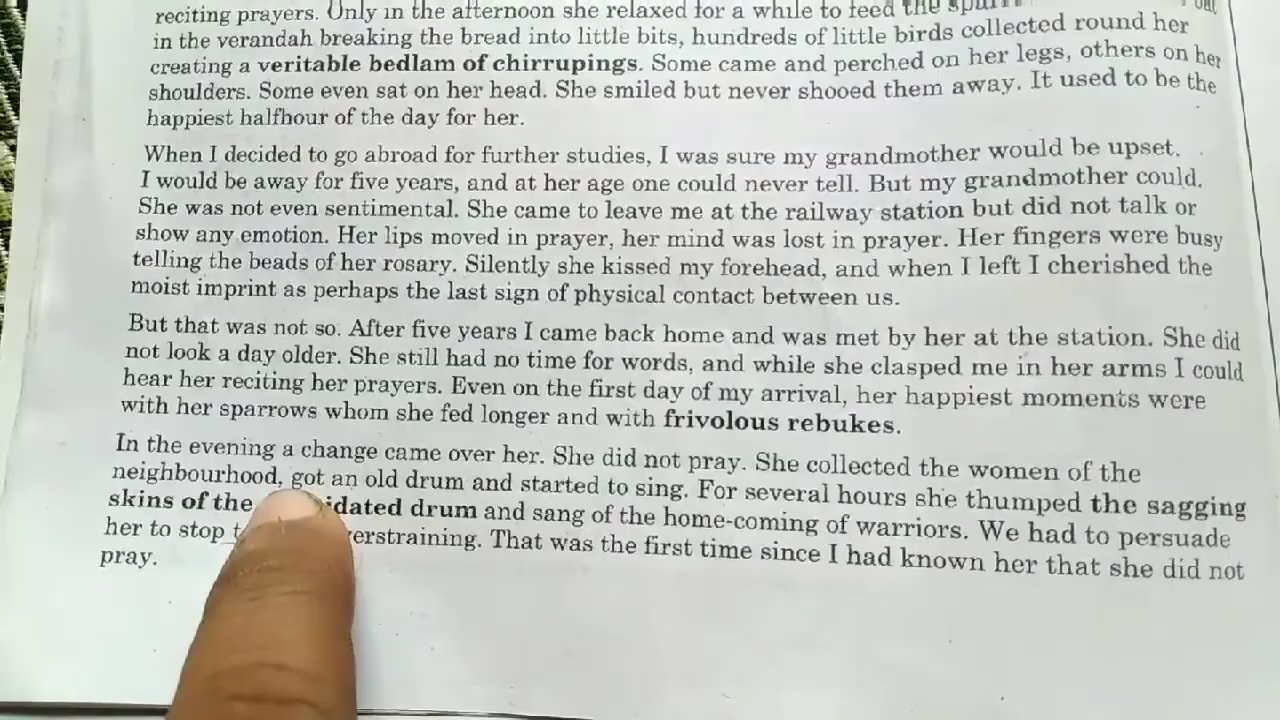 reciting prayers. Only in the afternoon she relaxed for a while to feed the
in the verandah breaking the bread into little bits, hundreds of little birds collected round her
creating a veritable bedlam of chirrupings. Some came and perched on her legs, others on her
shoulders. Some even sat on her head. She smiled but never shooed them away. It used to be the
happiest halfhour of the day for her.
When I decided to go abroad for further studies, I was sure my grandmother would be upset.
I would be away for five years, and at her age one could never tell. But my grandmother could.
She was not even sentimental. She came to leave me at the railway station but did not talk or
show any emotion. Her lips moved in prayer, her mind was lost in prayer. Her fingers were busy
telling the beads of her rosary. Silently she kissed my forehead, and when I left I cherished the
moist imprint as perhaps the last sign of physical contact between us.
But that was not so. After five years I came back home and was met by her at the station. She did
not look a day older. She still had no time for words, and while she clasped me in her arms I could
hear her reciting her prayers. Even on the first day of my arrival, her happiest moments were
with her sparrows whom she fed longer and with frivolous rebukes.
In the evening a change came over her. She did not pray. She collected the women of the
neighbourhood, got an old drum and started to sing. For several hours she thumped the sagging
skins of the drum and sang of the home-coming of warriors. We had to persuade
her to stop That was the first time since I had known her that she did not
pray.